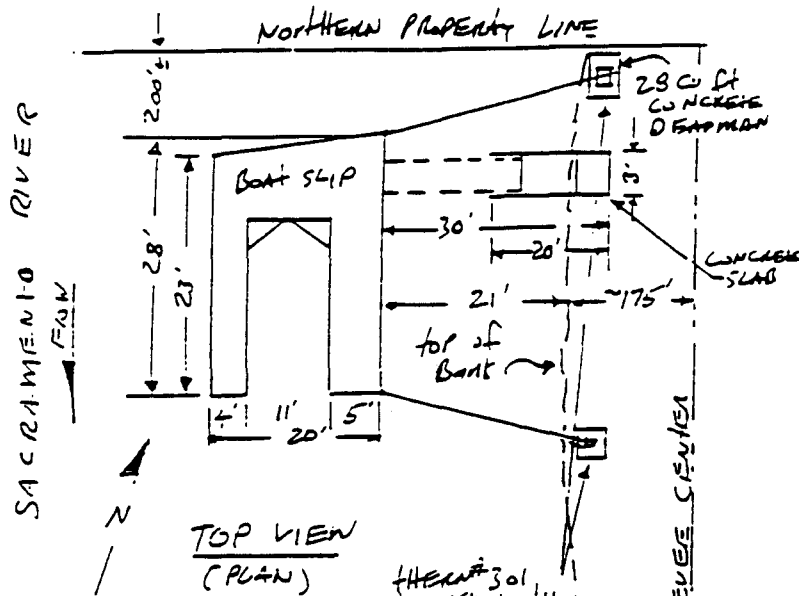 NORTHERN PROPERTY LINE
200'±
28 CU ft
CONCRETE
DEADMAN
BOAT SLIP
3'
30'
20'
CONCRETE
SLAB
28'
23'
21'
~175'
top of
Bank
SACRAMENTO RIVER
FLOW
4'
11'
5'
20'
N
TOP VIEW
(PLAN)
CENTER